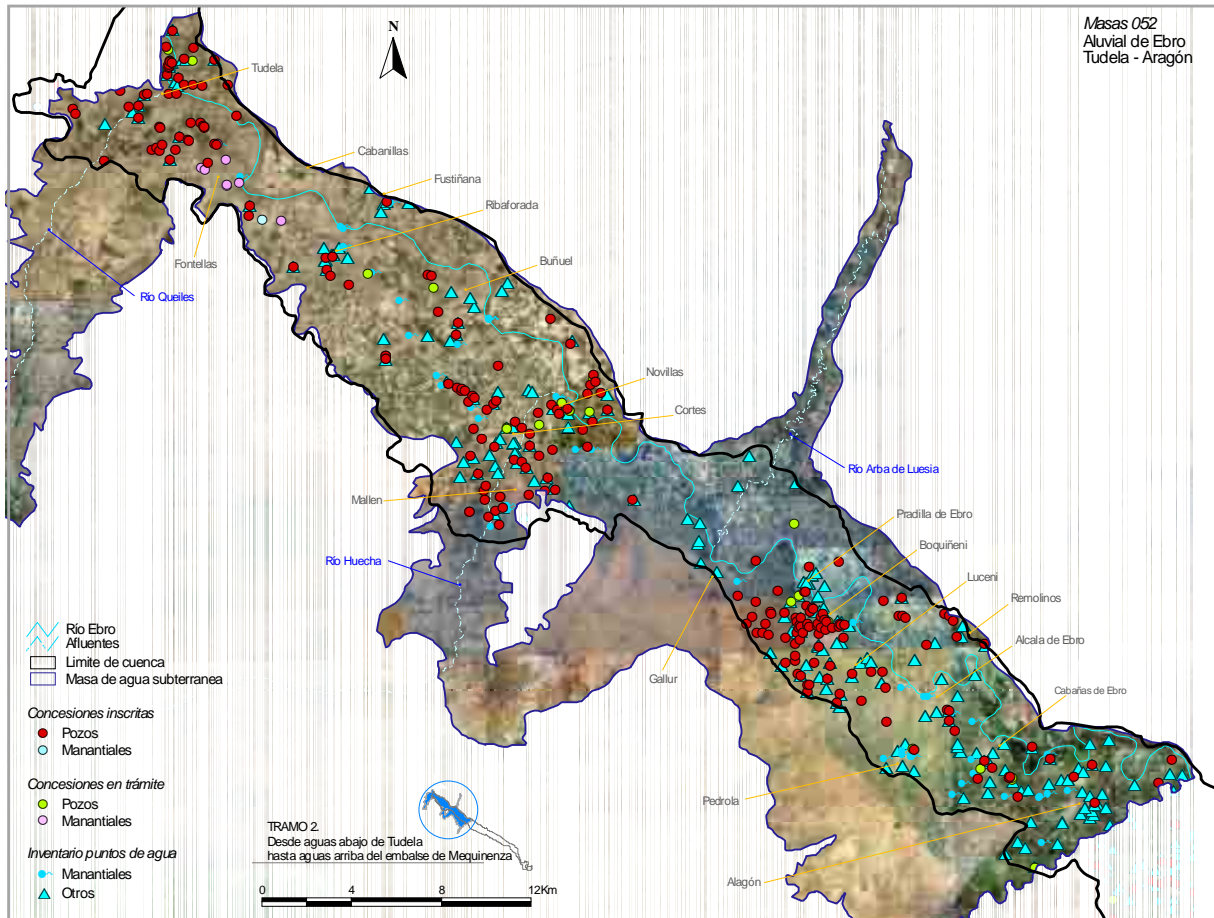 Masas 052
Aluvial de Ebro
Tudela - Aragón
N
Tudela
Cabanillas
Fustiñana
Ribaforada
Buñuel
Fontellas
Río Queiles
Novillas
Cortes
Mallen
Río Arba de Luesia
Río Huecha
Pradilla de Ebro
Boquiñeni
Luceni
Remolinos
Alcala de Ebro
Gallur
Cabañas de Ebro
Pedrola
Alagón
Río Ebro
Afluentes
Limite de cuenca
Masa de agua subterranea
Concesiones inscritas
Pozos
Manantiales
Concesiones en trámite
Pozos
Manantiales
Inventario puntos de agua
Manantiales
Otros
TRAMO 2.
Desde aguas abajo de Tudela
hasta aguas arriba del embalse de Mequinenza
0 4 8 12Km